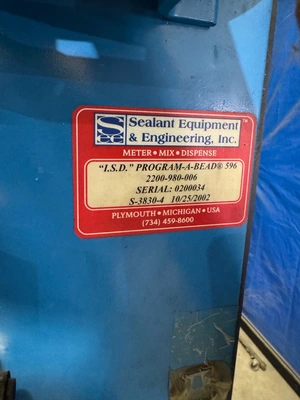 SEE
Sealant Equipment™
& Engineering, Inc.
METER • MIX • DISPENSE
"I.S.D." PROGRAM-A-BEAD® 596
2200-980-006
SERIAL: 0200034
S-3830-4 10/25/2002
PLYMOUTH • MICHIGAN • USA
(734) 459-8600